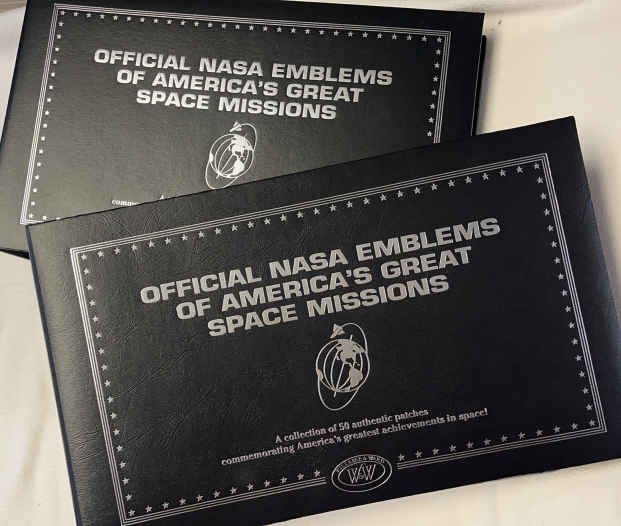 OFFICIAL NASA EMBLEMS
OF AMERICA'S GREAT
SPACE MISSIONS
OFFICIAL NASA EMBLEMS
OF AMERICA'S GREAT
SPACE MISSIONS
A collection of 50 authentic patches
commemorating America's greatest achievements in space!
W&W